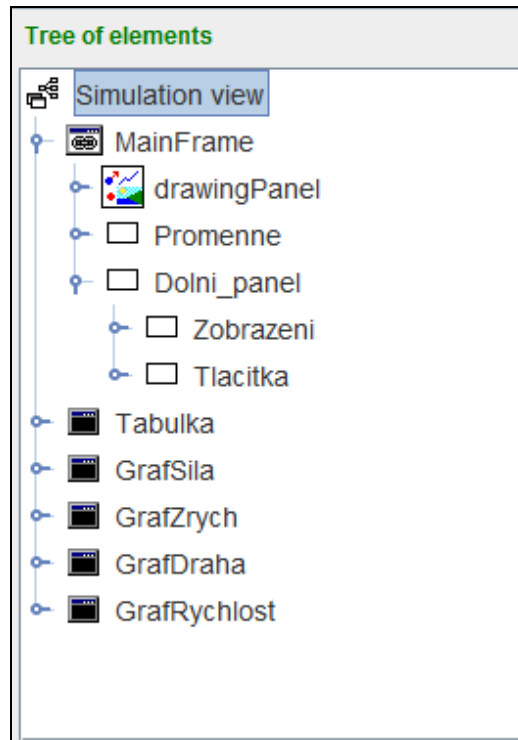 Tree of elements
Simulation view
MainFrame
drawingPanel
Promenne
Dolni_panel
Zobrazeni
Tlacitka
Tabulka
GrafSila
GrafZrych
GrafDraha
GrafRychlost